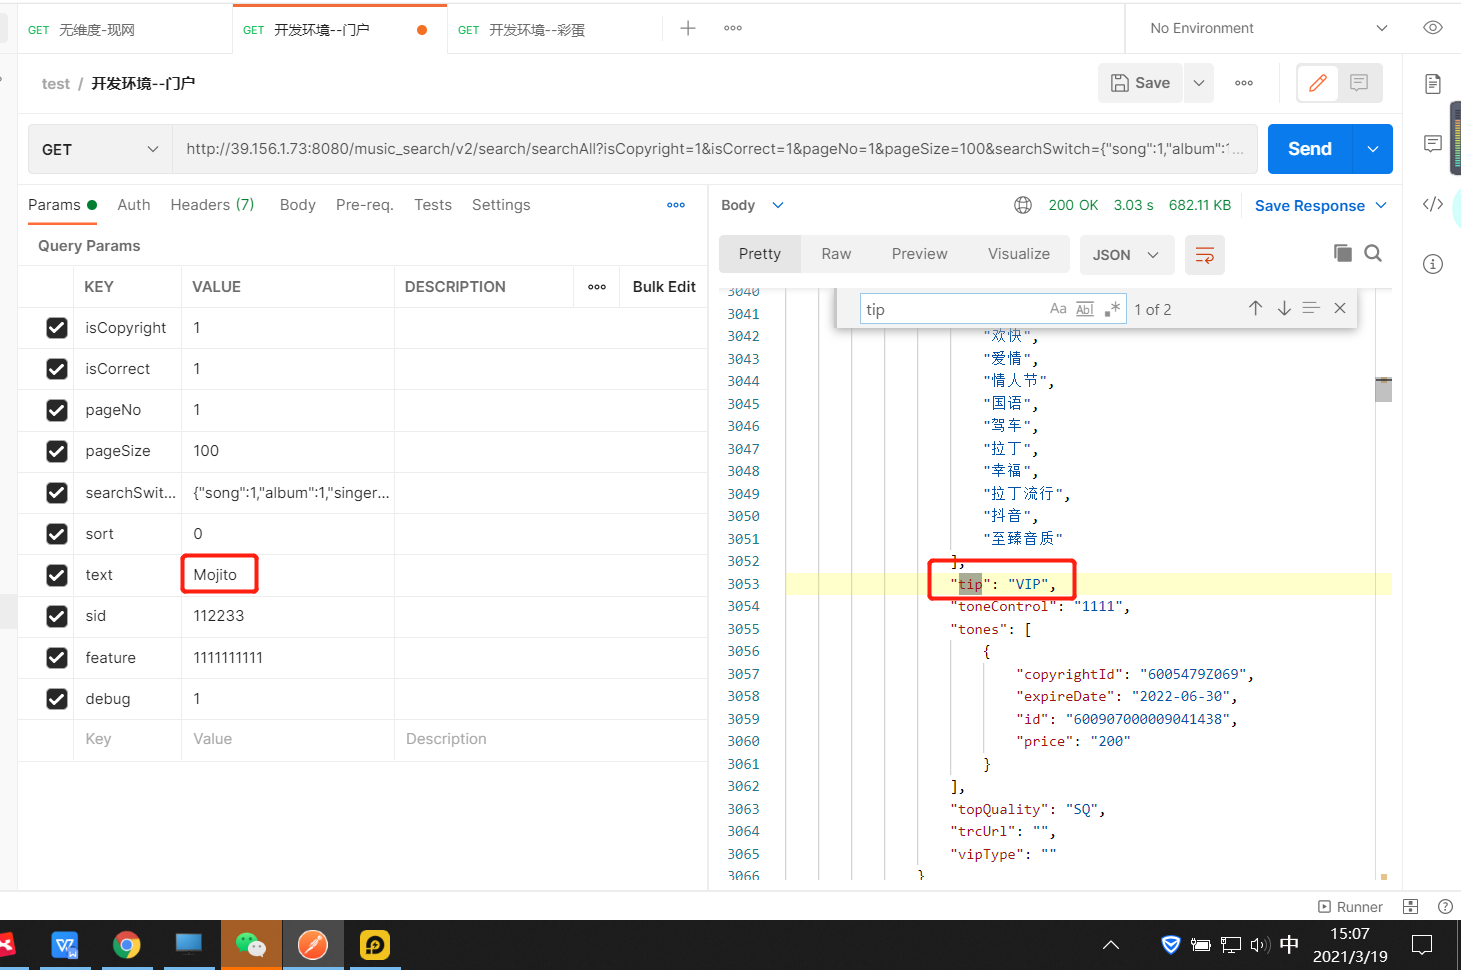 GET 无维度-现网
GET 开发环境--门户
GET 开发环境--彩蛋
No Environment
test / 开发环境--门户
Save
GET
http://39.156.1.73:8080/music_search/v2/search/searchAll?isCopyright=1&isCorrect=1&pageNo=1&pageSize=100&searchSwitch={"song":1,"album":1...
Send
Params
Auth
Headers (7)
Body
Pre-req.
Tests
Settings
Query Params
KEY VALUE DESCRIPTION Bulk Edit
isCopyright 1
isCorrect 1
pageNo 1
pageSize 100
searchSwit... {"song":1,"album":1,"singer...
sort 0
text Mojito
sid 112233
feature 1111111111
debug 1
Key Value Description
Body
200 OK 3.03 s 682.11 KB Save Response
Pretty Raw Preview Visualize JSON
tip Aa Abl .* 1 of 2
3040
3041
3042 "欢快",
3043 "爱情",
3044 "情人节",
3045 "国语",
3046 "驾车",
3047 "拉丁",
3048 "幸福",
3049 "拉丁流行",
3050 "抖音",
3051 "至臻音质"
3052 ],
3053 "tip": "VIP",
3054 "toneControl": "1111",
3055 "tones": [
3056 {
3057 "copyrightId": "6005479Z069",
3058 "expireDate": "2022-06-30",
3059 "id": "600907000009041438",
3060 "price": "200"
3061 }
3062 ],
3063 "topQuality": "SQ",
3064 "trcUrl": "",
3065 "vipType": ""
3066 }
Runner
中
15:07
2021/3/19